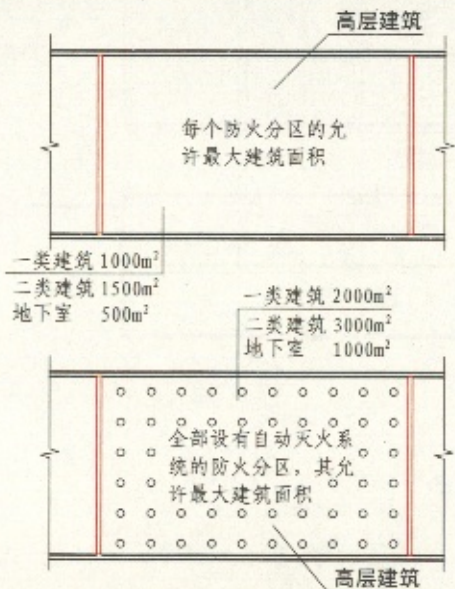 高层建筑
每个防火分区的允
许最大建筑面积
一类建筑 1000m²
二类建筑 1500m²
地下室 500m²
一类建筑 2000m²
二类建筑 3000m²
地下室 1000m²
全部设有自动灭火系
统的防火分区，其允
许最大建筑面积
高层建筑